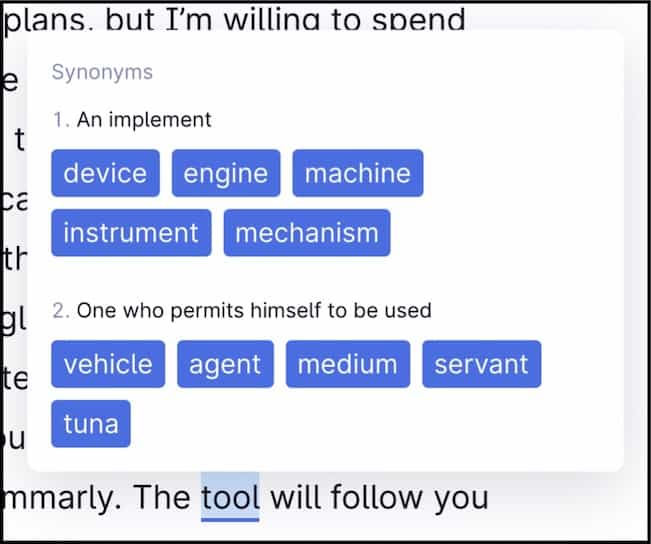 plans, but I’m willing to spend
e
Synonyms
1. An implement
t
device engine machine
ca
instrument mechanism
th
gl
2. One who permits himself to be used
vehicle agent medium servant
te
tuna
ou
mmarly. The tool will follow you